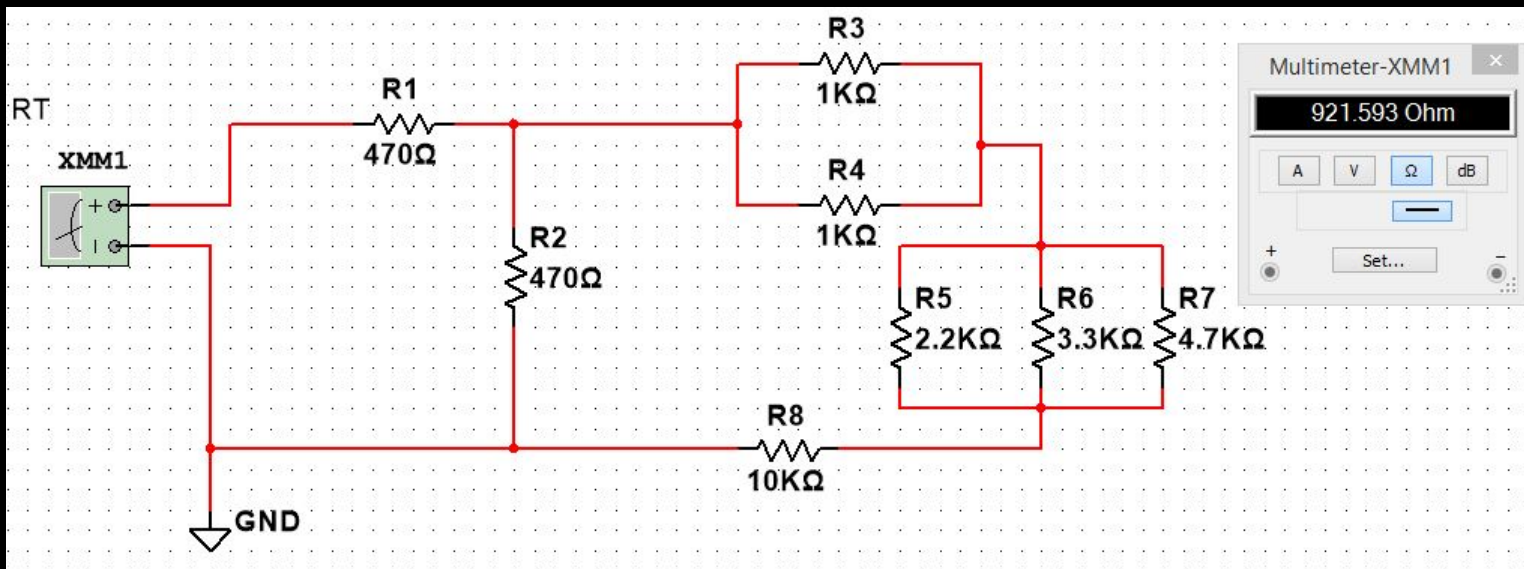 RT
XMM1
R1
470Ω
R2
470Ω
R3
1KΩ
R4
1KΩ
R5
2.2KΩ
R6
3.3KΩ
R7
4.7KΩ
R8
10KΩ
GND
Multimeter-XMM1
921.593 Ohm
A V Ω dB
+ Set... -